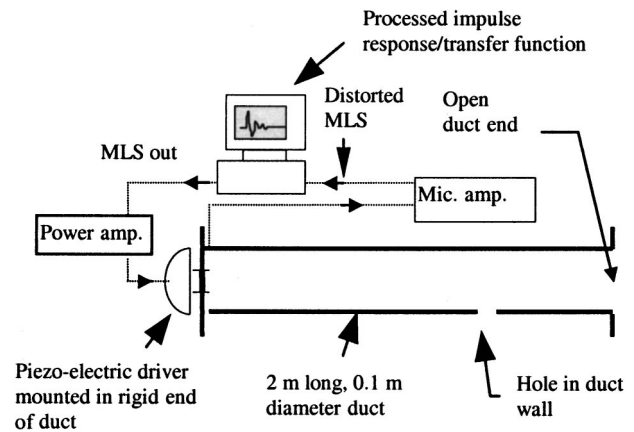 Processed impulse
response/transfer function
Distorted
MLS
Open
duct end
MLS out
Mic. amp.
Power amp.
Piezo-electric driver
mounted in rigid end
of duct
2 m long, 0.1 m
diameter duct
Hole in duct
wall